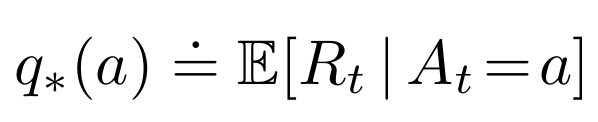 q∗(a) ≐ 𝔼[Rₜ | Aₜ = a]